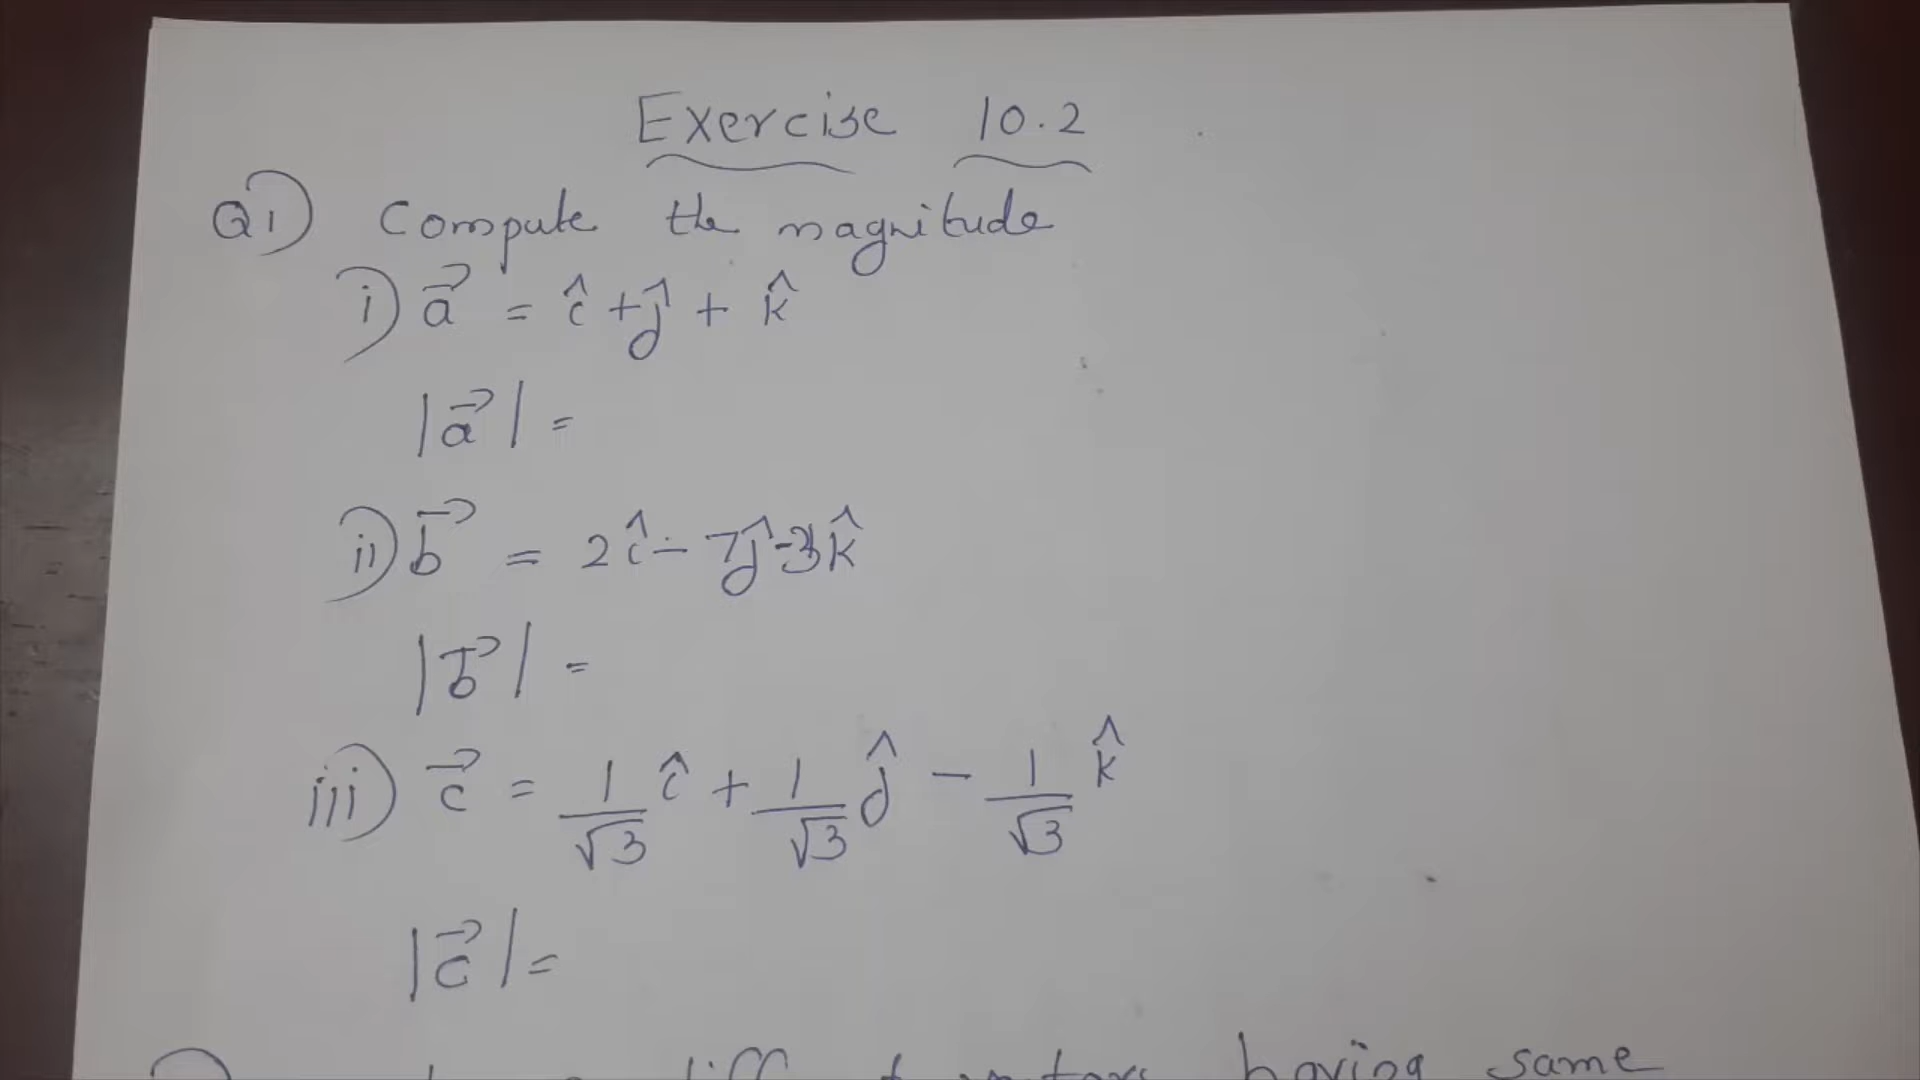 Exercise 10.2
Q1) Compute the magnitude
i) a⃗ = î + ĵ + k̂
|a⃗| =
ii) b⃗ = 2î - 7ĵ - 3k̂
|b⃗| =
iii) c⃗ = 1/√3 î + 1/√3 ĵ - 1/√3 k̂
|c⃗| =
having same